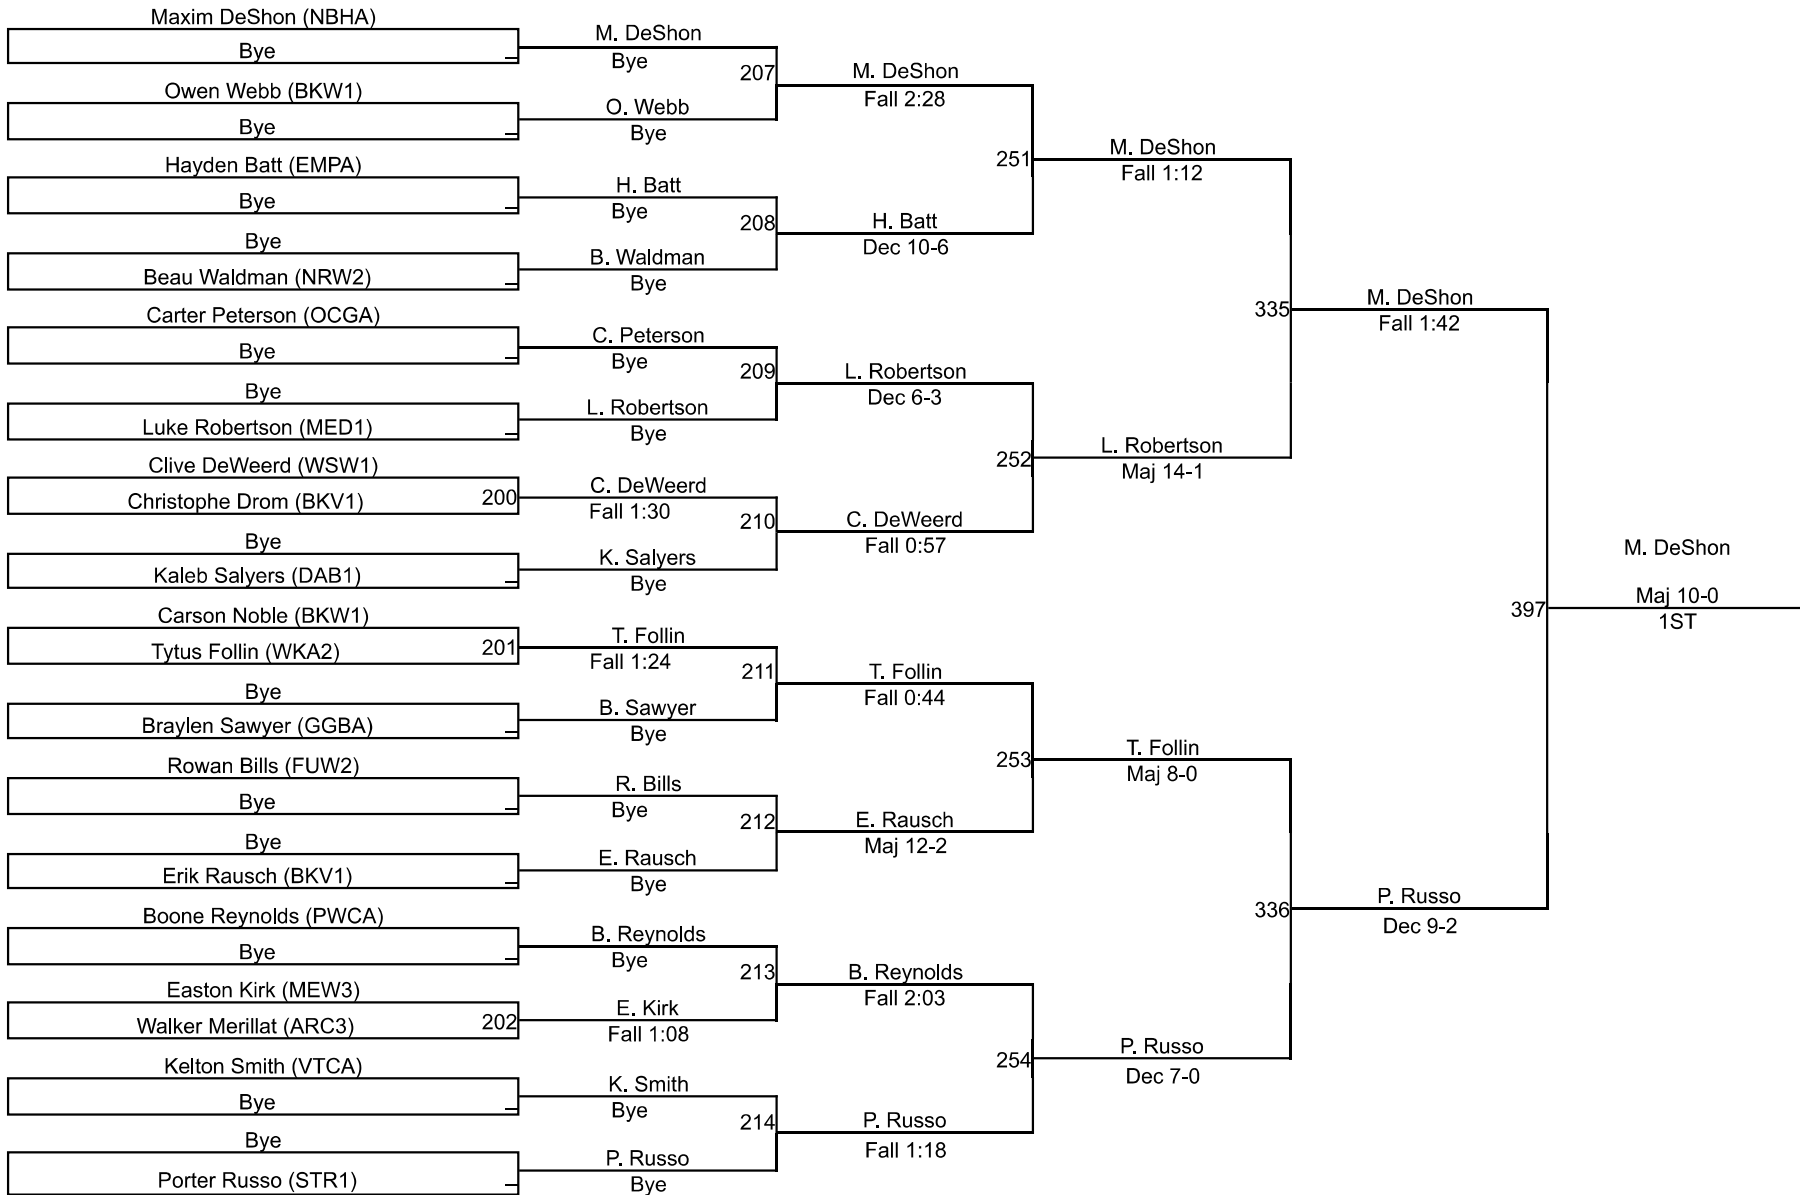 Maxim DeShon (NBHA)
Bye
Owen Webb (BKW1)
Bye
Hayden Batt (EMPA)
Bye
Bye
Beau Waldman (NRW2)
Carter Peterson (OCGA)
Bye
Bye
Luke Robertson (MED1)
Clive DeWeerd (WSW1)
Christophe Drom (BKV1) 200
Bye
Kaleb Salyers (DAB1)
Carson Noble (BKW1)
Tytus Follin (WKA2) 201
Bye
Braylen Sawyer (GGBA)
Rowan Bills (FUW2)
Bye
Bye
Erik Rausch (BKV1)
Boone Reynolds (PWCA)
Bye
Easton Kirk (MEW3)
Walker Merillat (ARC3) 202
Kelton Smith (VTCA)
Bye
Bye
Porter Russo (STR1)
M. DeShon
Bye
207
O. Webb
Bye
H. Batt
Bye
208
B. Waldman
Bye
C. Peterson
Bye
209
L. Robertson
Bye
C. DeWeerd
Fall 1:30
210
K. Salyers
Bye
T. Follin
Fall 1:24
211
B. Sawyer
Bye
R. Bills
Bye
212
E. Rausch
Bye
B. Reynolds
Bye
213
E. Kirk
Fall 1:08
K. Smith
Bye
214
P. Russo
Bye
M. DeShon
Fall 2:28
251
H. Batt
Dec 10-6
L. Robertson
Dec 6-3
252
C. DeWeerd
Fall 0:57
T. Follin
Fall 0:44
253
E. Rausch
Maj 12-2
B. Reynolds
Fall 2:03
254
P. Russo
Fall 1:18
M. DeShon
Fall 1:12
335
L. Robertson
Maj 14-1
T. Follin
Maj 8-0
336
P. Russo
Dec 7-0
M. DeShon
Fall 1:42
397
P. Russo
Dec 9-2
M. DeShon
Maj 10-0
1ST